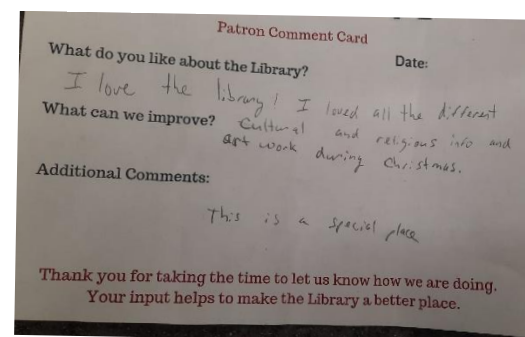 Patron Comment Card
What do you like about the Library?
Date:
I love the library! I loved all the different
What can we improve?
Cultural and religious info and
art work during Christmas.
Additional Comments:
This is a special place
Thank you for taking the time to let us know how we are doing.
Your input helps to make the Library a better place.